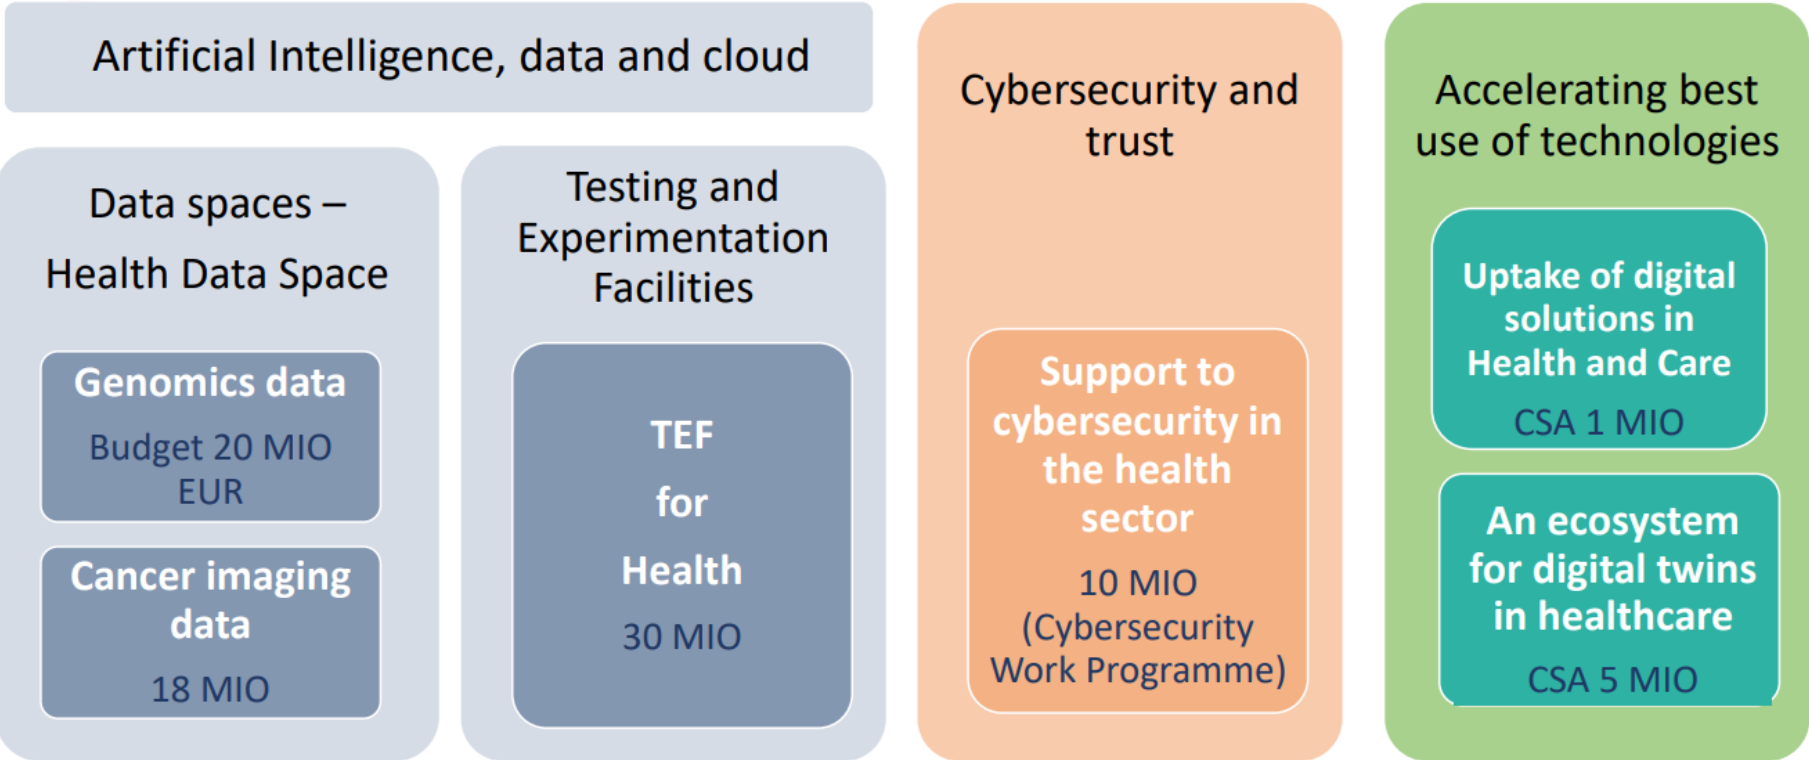 Artificial Intelligence, data and cloud
Data spaces –
Health Data Space
Genomics data
Budget 20 MIO
EUR
Cancer imaging
data
18 MIO
Testing and
Experimentation
Facilities
TEF
for
Health
30 MIO
Cybersecurity and
trust
Support to
cybersecurity in
the health
sector
10 MIO
(Cybersecurity
Work Programme)
Accelerating best
use of technologies
Uptake of digital
solutions in
Health and Care
CSA 1 MIO
An ecosystem
for digital twins
in healthcare
CSA 5 MIO